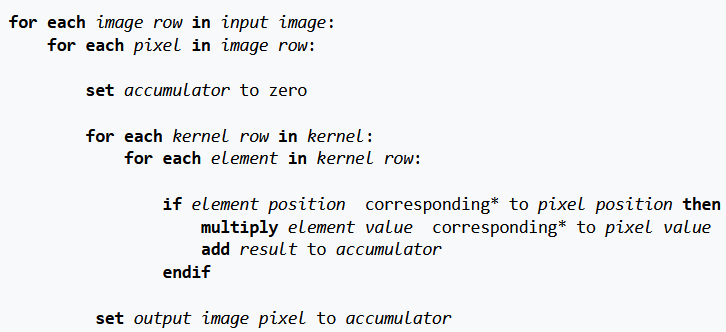 for each image row in input image:
for each pixel in image row:
set accumulator to zero
for each kernel row in kernel:
for each element in kernel row:
if element position  corresponding* to pixel position then
multiply element value  corresponding* to pixel value
add result to accumulator
endif
set output image pixel to accumulator